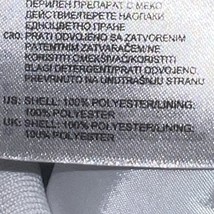 ПЕРИЛЕН ПРЕПАРАТ С МЕКО
ДЕЙСТВИЕ/ПЕРЕТЕ НАОПАКИ
ЕДНОЦВЕТНО ПРАНЕ
CRO: PRATI ODVOJENO SA ZATVORENIM
PATENTNIM ZATVARAČEM/NE
KORISTITI OMEKŠIVAČ/KORISTITI
BLAGI DETERGENT/PRATI ODVOJENO
PREVRNUTO NA UNUTRAŠNJU STRANU
US: SHELL: 100% POLYESTER/LINING:
100% POLYESTER
UK: SHELL: 100% POLYESTER/LINING:
100% POLYESTER